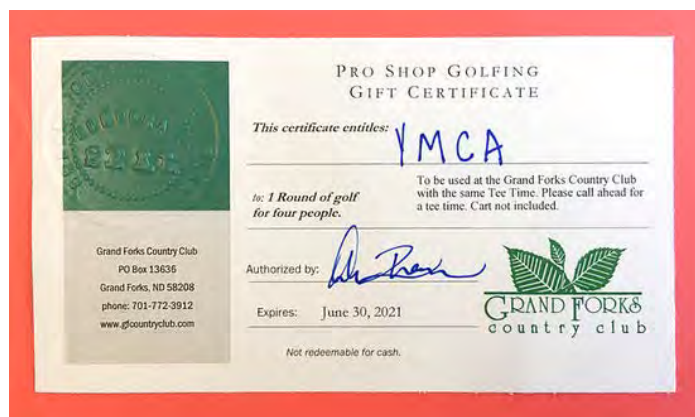 PRO SHOP GOLFING
GIFT CERTIFICATE
This certificate entitles: YMCA
to: 1 Round of golf
for four people.
To be used at the Grand Forks Country Club
with the same Tee Time. Please call ahead for
a tee time. Cart not included.
Grand Forks Country Club
PO Box 13636
Grand Forks, ND 58208
phone: 701-772-3912
www.gfcountryclub.com
Authorized by:
Expires: June 30, 2021
GRAND FORKS
country club
Not redeemable for cash.